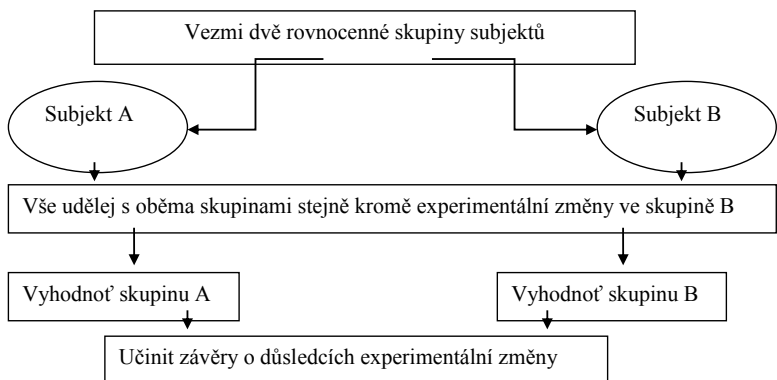 Vezmi dvě rovnocenné skupiny subjektů
Subjekt A
Subjekt B
Vše udělej s oběma skupinami stejně kromě experimentální změny ve skupině B
Vyhodnoť skupinu A
Vyhodnoť skupinu B
Učinit závěry o důsledcích experimentální změny